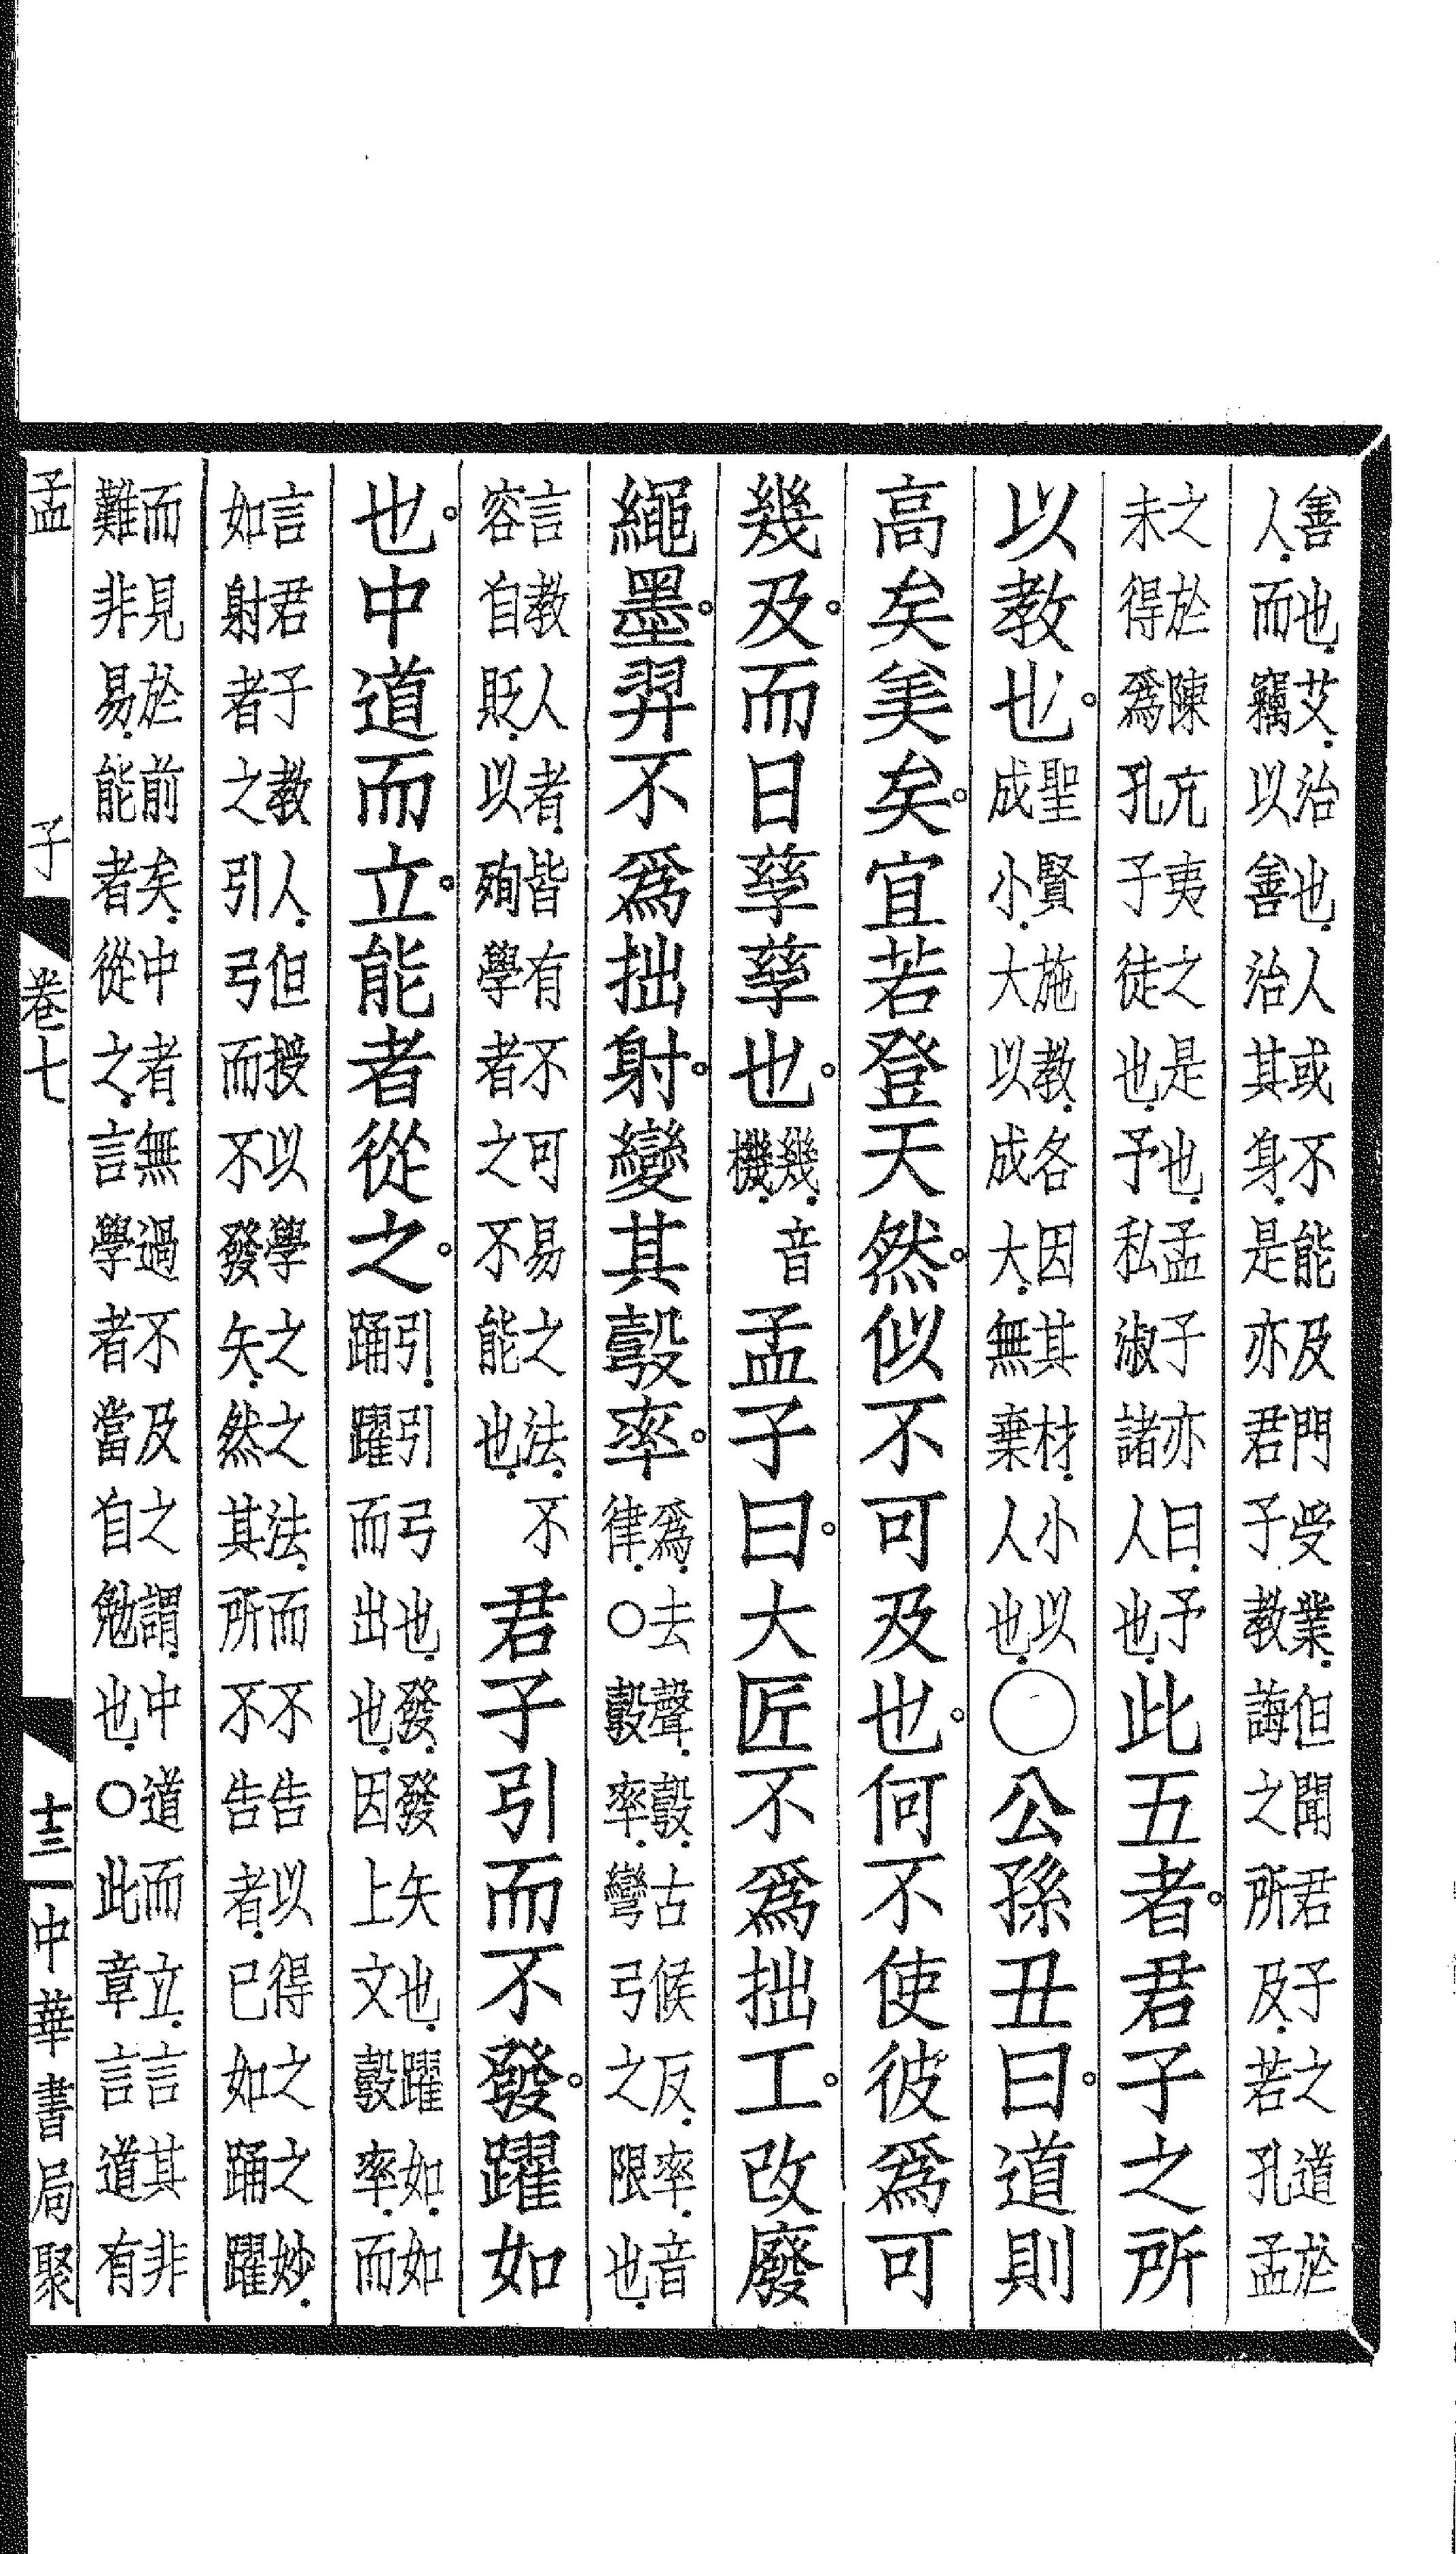 善也.艾.治也.人或不能及門受業.但聞君子之道於
人.而竊以善治其身.是亦君子教誨之所及.若孔孟
之於陳亢夷之是也.孟子亦曰.予
未得爲孔子徒也.予私淑諸人也.
此五者。君子之所
以教也。
聖賢施教.各因其材.小以
成小.大以成大.無棄人也.
○公孫丑曰。道則
高矣美矣。宜若登天然。似不可及也。何不使彼爲可
幾及。而日孳孳也。
幾.音
機.
孟子曰。大匠不爲拙工。改廢
繩墨。羿不爲拙射。變其彀率。
爲.去聲.彀.古候反.率.音
律.○彀率.彎弓之限也.
言教人者.皆有不可易之法.不
容自貶.以殉學者之不能也.
君子引而不發。躍如
也。中道而立。能者從之。
引.引弓也.發.發矢也.躍如.如
踊躍而出也.因上文彀率.而
言君子教人.但授以學之之法.而不告以得之之妙.
如射者之引弓而不發矢.然其所不告者.已如踊躍
而見於前矣.中者.無過不及之謂.中道而立.言其非
難非易.能者從之.言學者當自勉也.○此章言道有
孟子 卷七 十三 中華書局聚